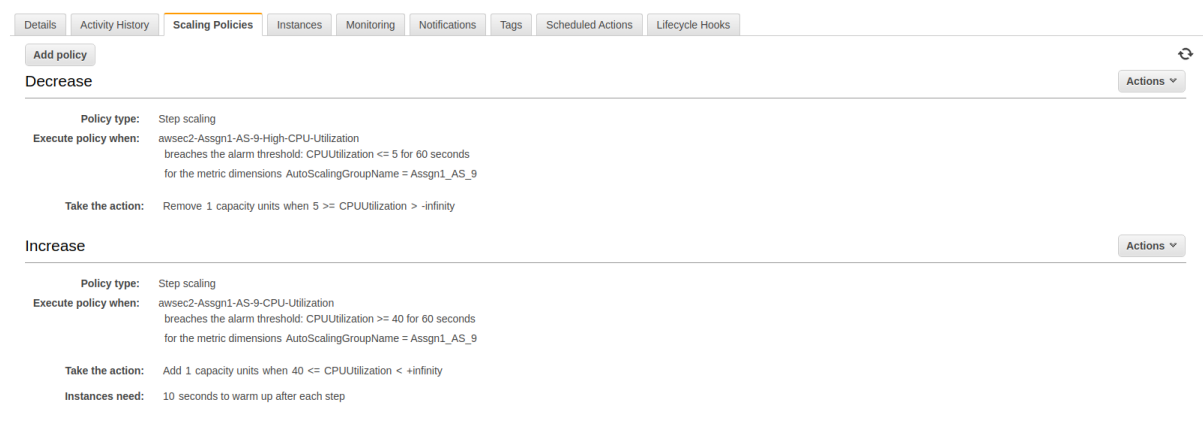 Details Activity History Scaling Policies Instances Monitoring Notifications Tags Scheduled Actions Lifecycle Hooks
Add policy
Decrease Actions
Policy type: Step scaling
Execute policy when: awsec2-Assgn1-AS-9-High-CPU-Utilization
breaches the alarm threshold: CPUUtilization <= 5 for 60 seconds
for the metric dimensions AutoScalingGroupName = Assgn1_AS_9
Take the action: Remove 1 capacity units when 5 >= CPUUtilization > -infinity
Increase Actions
Policy type: Step scaling
Execute policy when: awsec2-Assgn1-AS-9-CPU-Utilization
breaches the alarm threshold: CPUUtilization >= 40 for 60 seconds
for the metric dimensions AutoScalingGroupName = Assgn1_AS_9
Take the action: Add 1 capacity units when 40 <= CPUUtilization < +infinity
Instances need: 10 seconds to warm up after each step